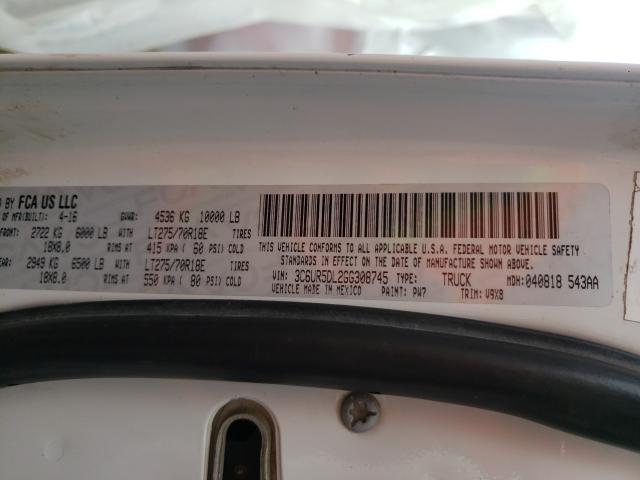 D BY FCA US LLC
OF MFR(BUILT): 4-16 GVWR: 4536 KG 10000 LB
FRONT: 2722 KG 6000 LB WITH LT275/70R18E TIRES
18X8.0 RIMS AT 415 KPA ( 60 PSI) COLD
REAR: 2949 KG 6500 LB WITH LT275/70R18E TIRES
18X8.0 RIMS AT 550 KPA ( 80 PSI) COLD
THIS VEHICLE CONFORMS TO ALL APPLICABLE U.S.A. FEDERAL MOTOR VEHICLE SAFETY
STANDARDS IN EFFECT ON THE DATE OF MANUFACTURE SHOWN ABOVE.
VIN: 3C6UR5DL2GG308745 TYPE: TRUCK MDH: 040818 543AA
VEHICLE MADE IN MEXICO PAINT: PW7 TRIM: V9X8